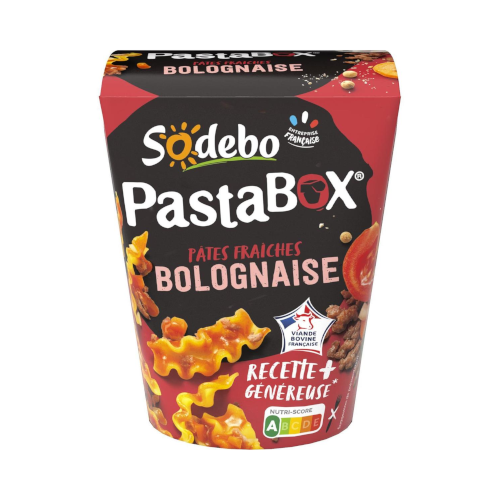 PÂTES FRAÎCHES
BOLOGNAISE
ENTREPRISE
FRANÇAISE
Sodebo
PASTABOX®
PÂTES FRAÎCHES
BOLOGNAISE
VIANDE
BOVINE
FRANÇAISE
RECETTE+
GÉNÉREUSE*
NUTRI-SCORE
A B C D E